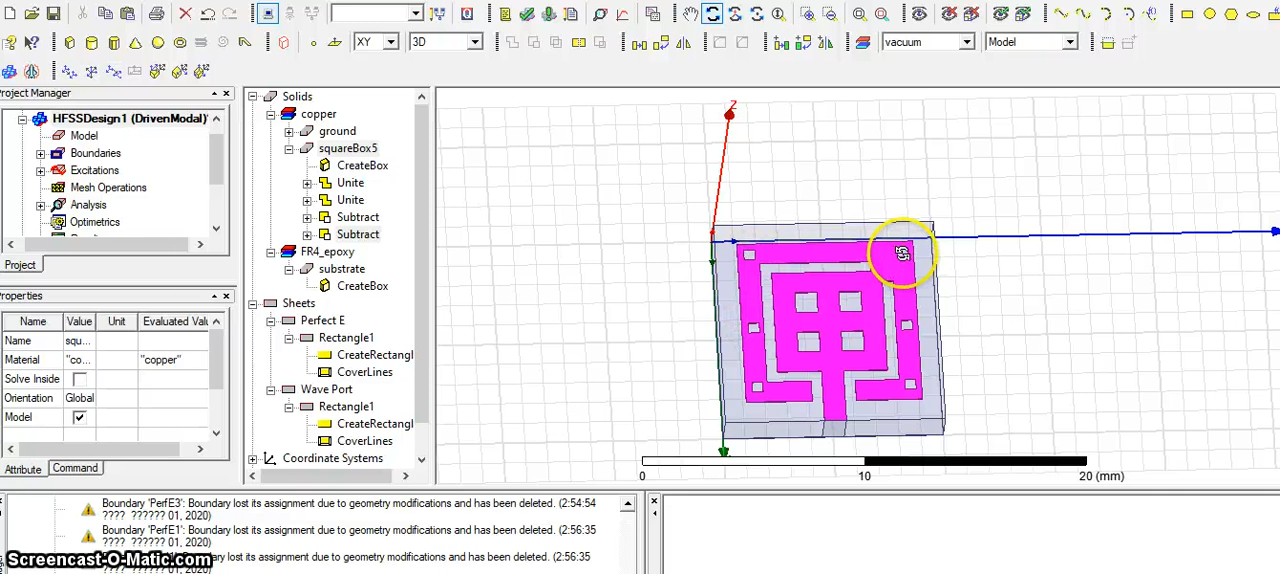 XY
3D
vacuum
Model
Project Manager
HFSSDesign1 (DrivenModal)
Model
Boundaries
Excitations
Mesh Operations
Analysis
Optimetrics
Project
Properties
Name Value Unit Evaluated Valu
Name squ...
Material "co... "copper"
Solve Inside
Orientation Global
Model
Attribute Command
Solids
copper
ground
squareBox5
CreateBox
Unite
Unite
Subtract
Subtract
FR4_epoxy
substrate
CreateBox
Sheets
Perfect E
Rectangle1
CreateRectangl
CoverLines
Wave Port
Rectangle1
CreateRectangl
CoverLines
Coordinate Systems
Z
0 10 20 (mm)
Boundary 'PerfE3': Boundary lost its assignment due to geometry modifications and has been deleted. (2:54:54
???? ?????? 01, 2020)
Boundary 'PerfE1': Boundary lost its assignment due to geometry modifications and has been deleted. (2:56:35
???? ?????? 01, 2020)
lost its assignment due to geometry modifications and has been deleted. (2:56:35
???? ?????? 01, 2020)
Screencast-O-Matic.com